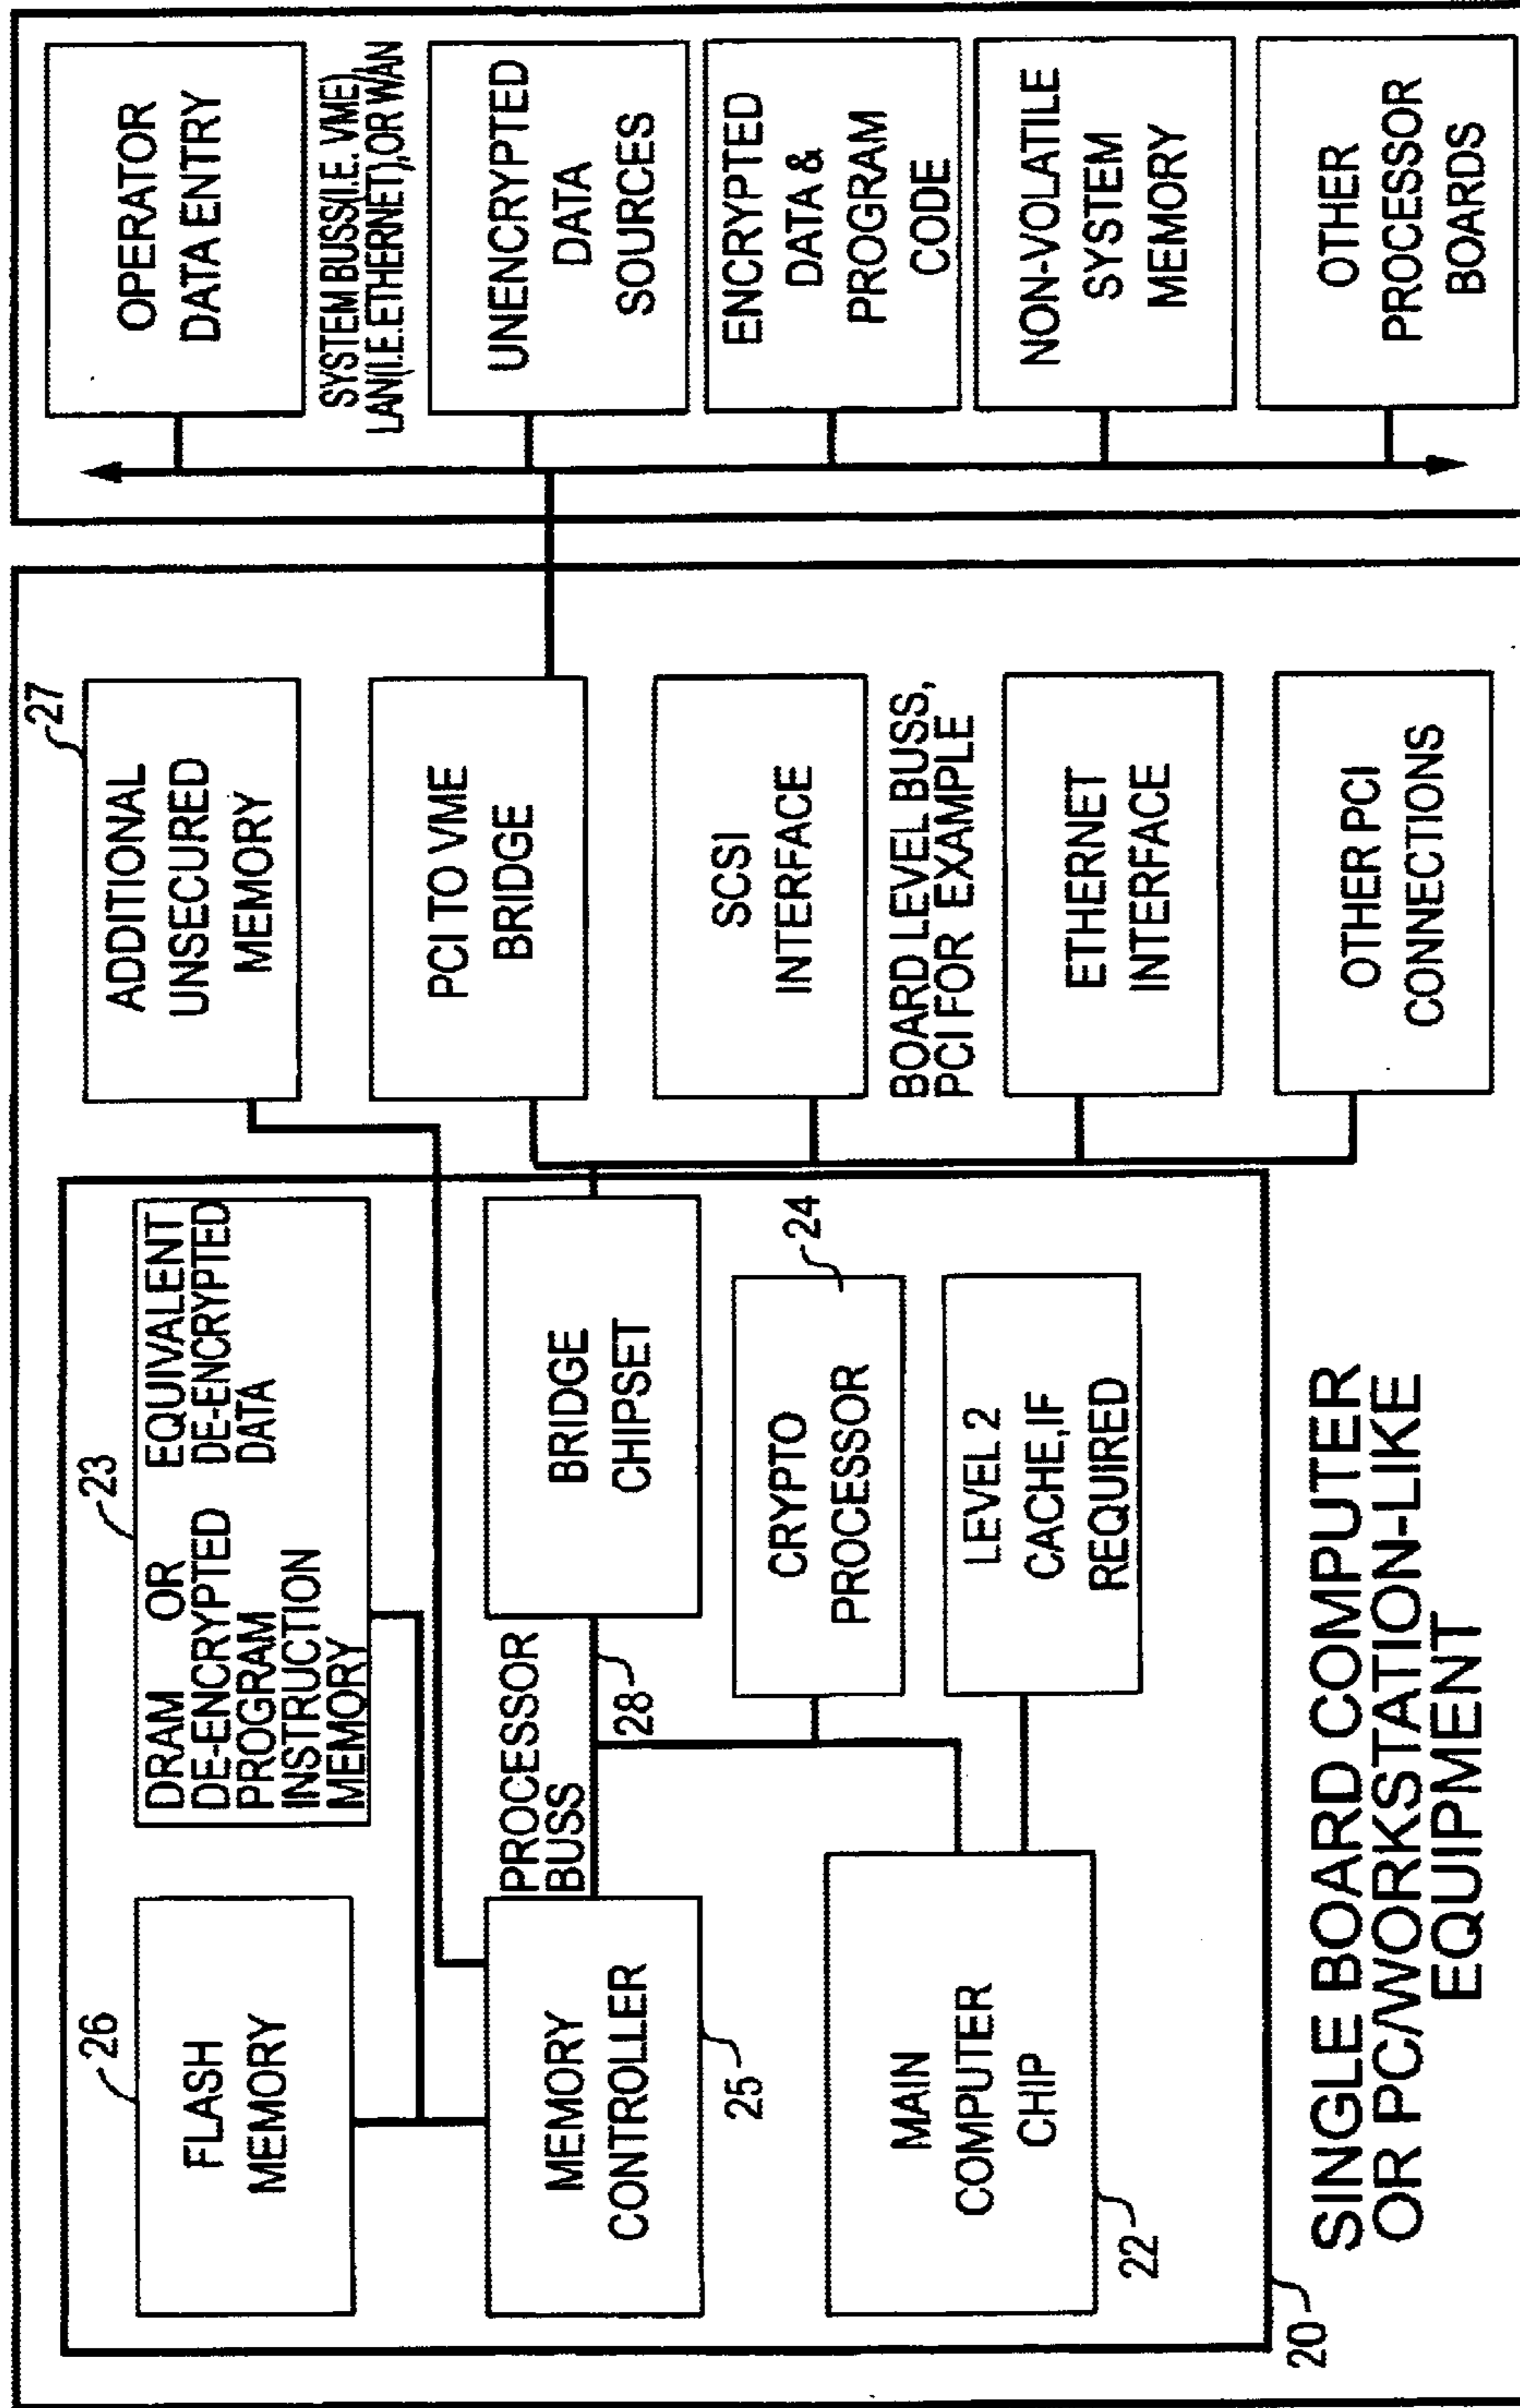 26
FLASH
MEMORY
23
DRAM OR EQUIVALENT
DE-ENCRYPTED DE-ENCRYPTED
PROGRAM DATA
INSTRUCTION
MEMORY
27
ADDITIONAL
UNSECURED
MEMORY
OPERATOR
DATA ENTRY
SYSTEM BUSS(I.E. VME),
LAN(I.E.ETHERNET),OR WAN
MEMORY
CONTROLLER
25
PROCESSOR
BUSS
28
BRIDGE
CHIPSET
PCI TO VME
BRIDGE
UNENCRYPTED
DATA
SOURCES
MAIN
COMPUTER
CHIP
22
CRYPTO
PROCESSOR
24
LEVEL 2
CACHE,IF
REQUIRED
SCSI
INTERFACE
BOARD LEVEL BUSS,
PCI FOR EXAMPLE
ENCRYPTED
DATA &
PROGRAM
CODE
NON-VOLATILE
SYSTEM
MEMORY
ETHERNET
INTERFACE
OTHER PCI
CONNECTIONS
OTHER
PROCESSOR
BOARDS
20
SINGLE BOARD COMPUTER
OR PC/WORKSTATION-LIKE
EQUIPMENT